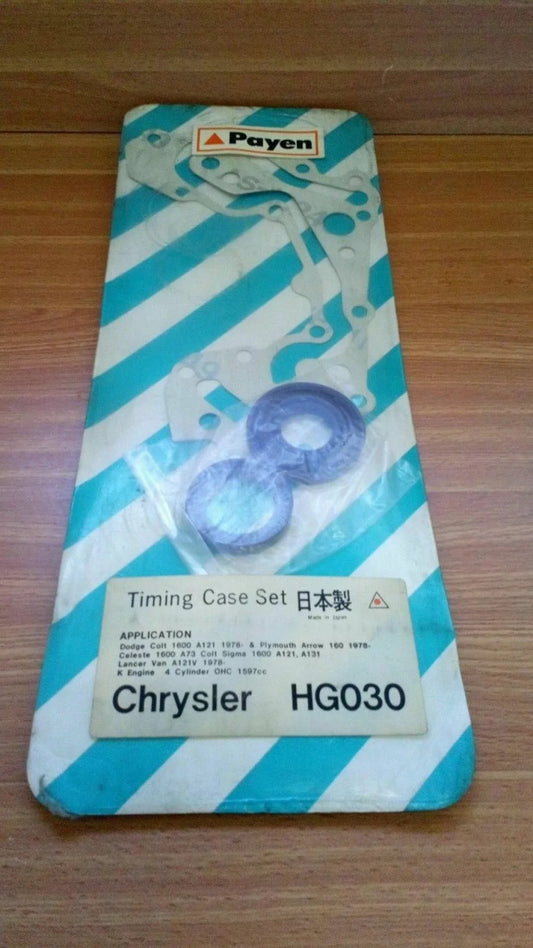 Payen
Timing Case Set 日本製
Made in Japan
APPLICATION
Dodge Colt 1600 A121 1978- & Plymouth Arrow 160 1978-
Celeste 1600 A73 Colt Sigma 1600 A121, A131
Lancer Van A121V 1978-
K Engine 4 Cylinder OHC 1597cc
Chrysler HG030